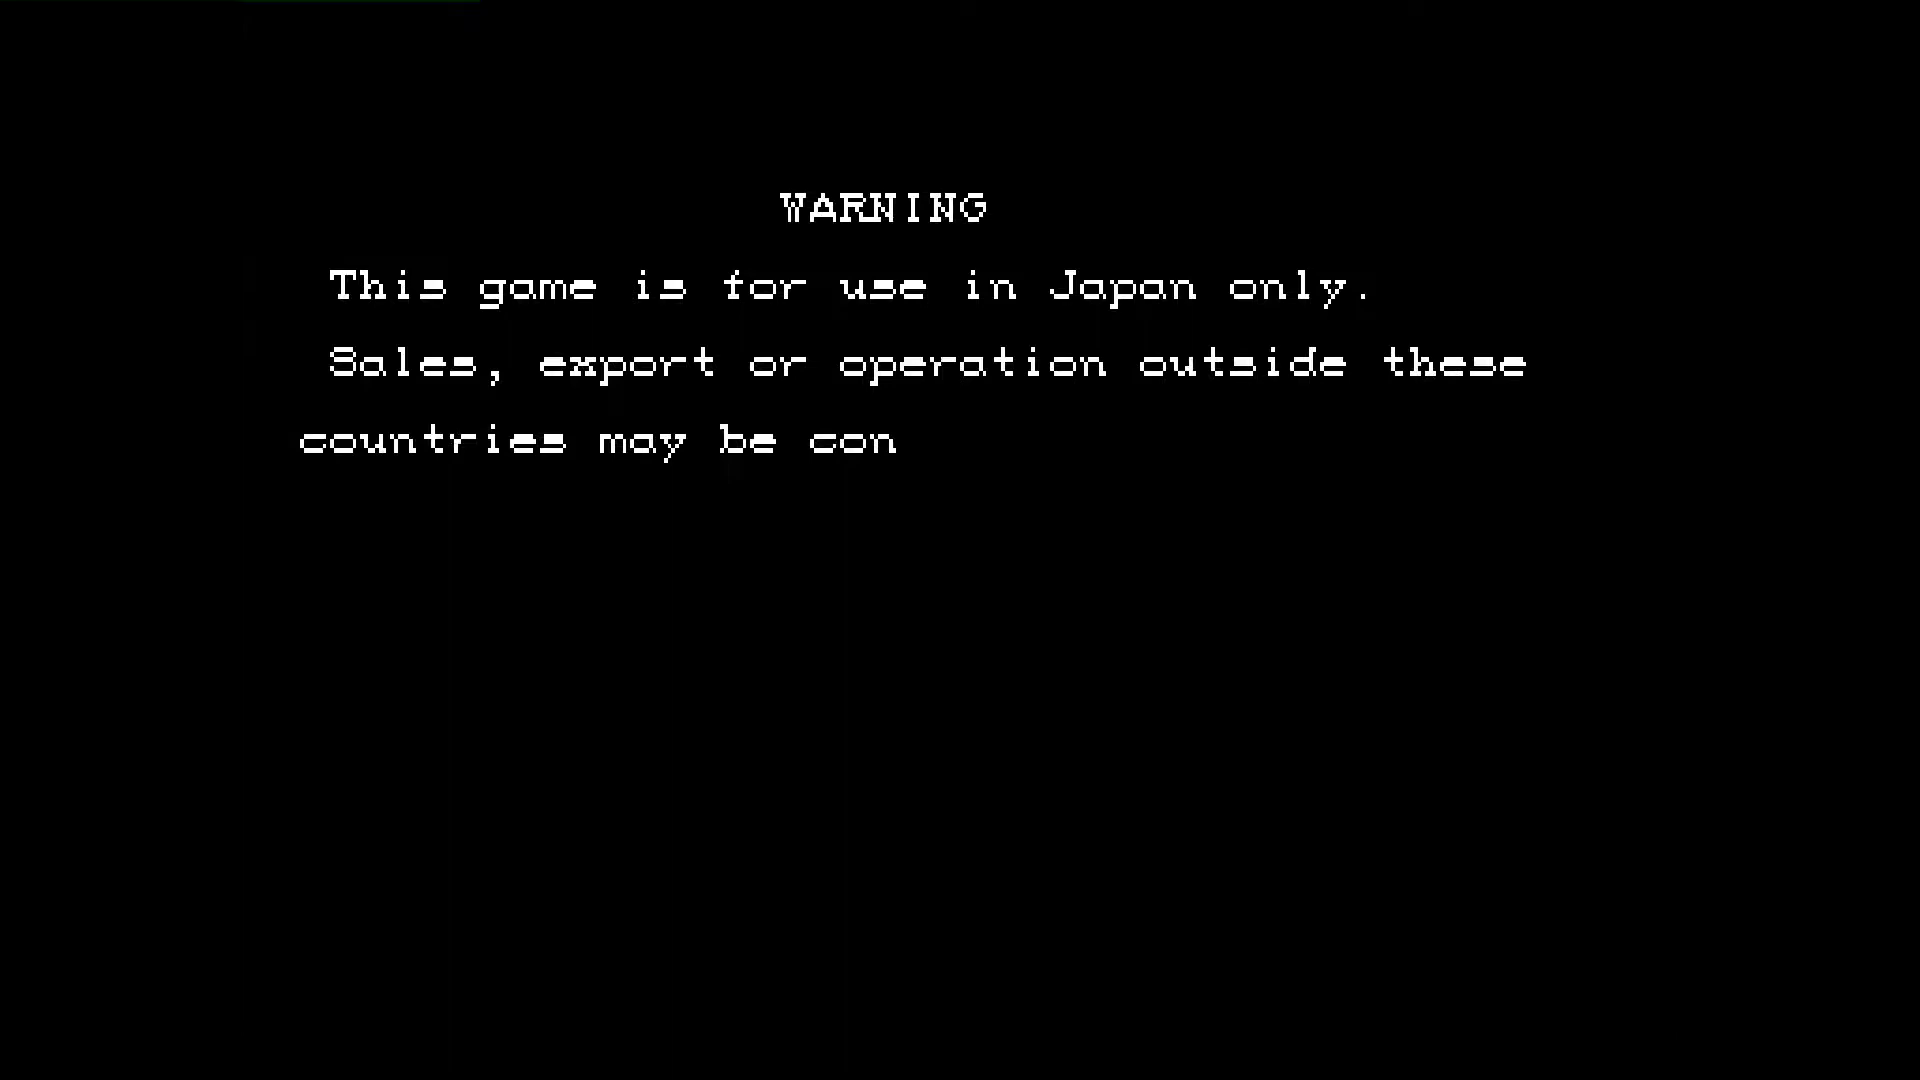 WARNING
This game is for use in Japan only.
Sales, export or operation outside these
countries may be con